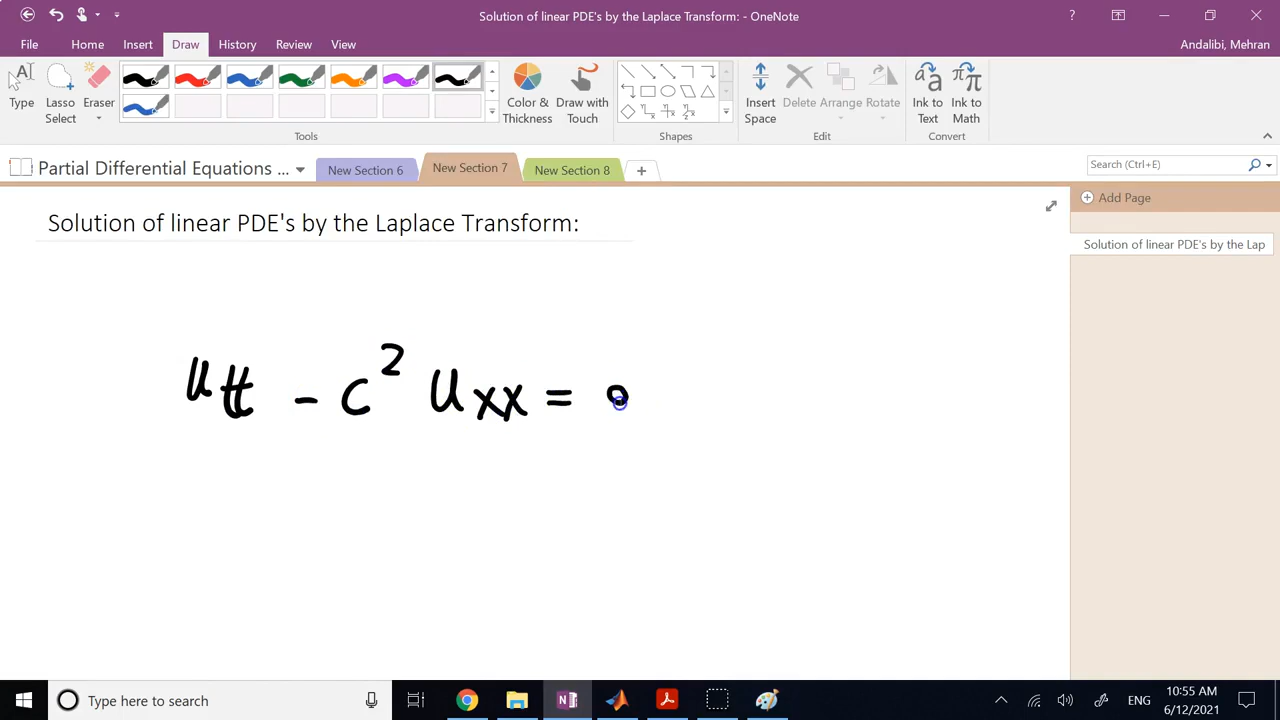 Solution of linear PDE's by the Laplace Transform: - OneNote
File Home Insert Draw History Review View
Andalibi, Mehran
Type Lasso Select Eraser
Color & Thickness Draw with Touch
Insert Space Delete Arrange Rotate
Ink to Text Ink to Math
Tools Shapes Edit Convert
Partial Differential Equations ... New Section 6 New Section 7 New Section 8
Search (Ctrl+E)
Add Page
Solution of linear PDE's by the Lap
Solution of linear PDE's by the Laplace Transform:
u_tt - c² u_xx = 0
Type here to search
ENG
10:55 AM
6/12/2021